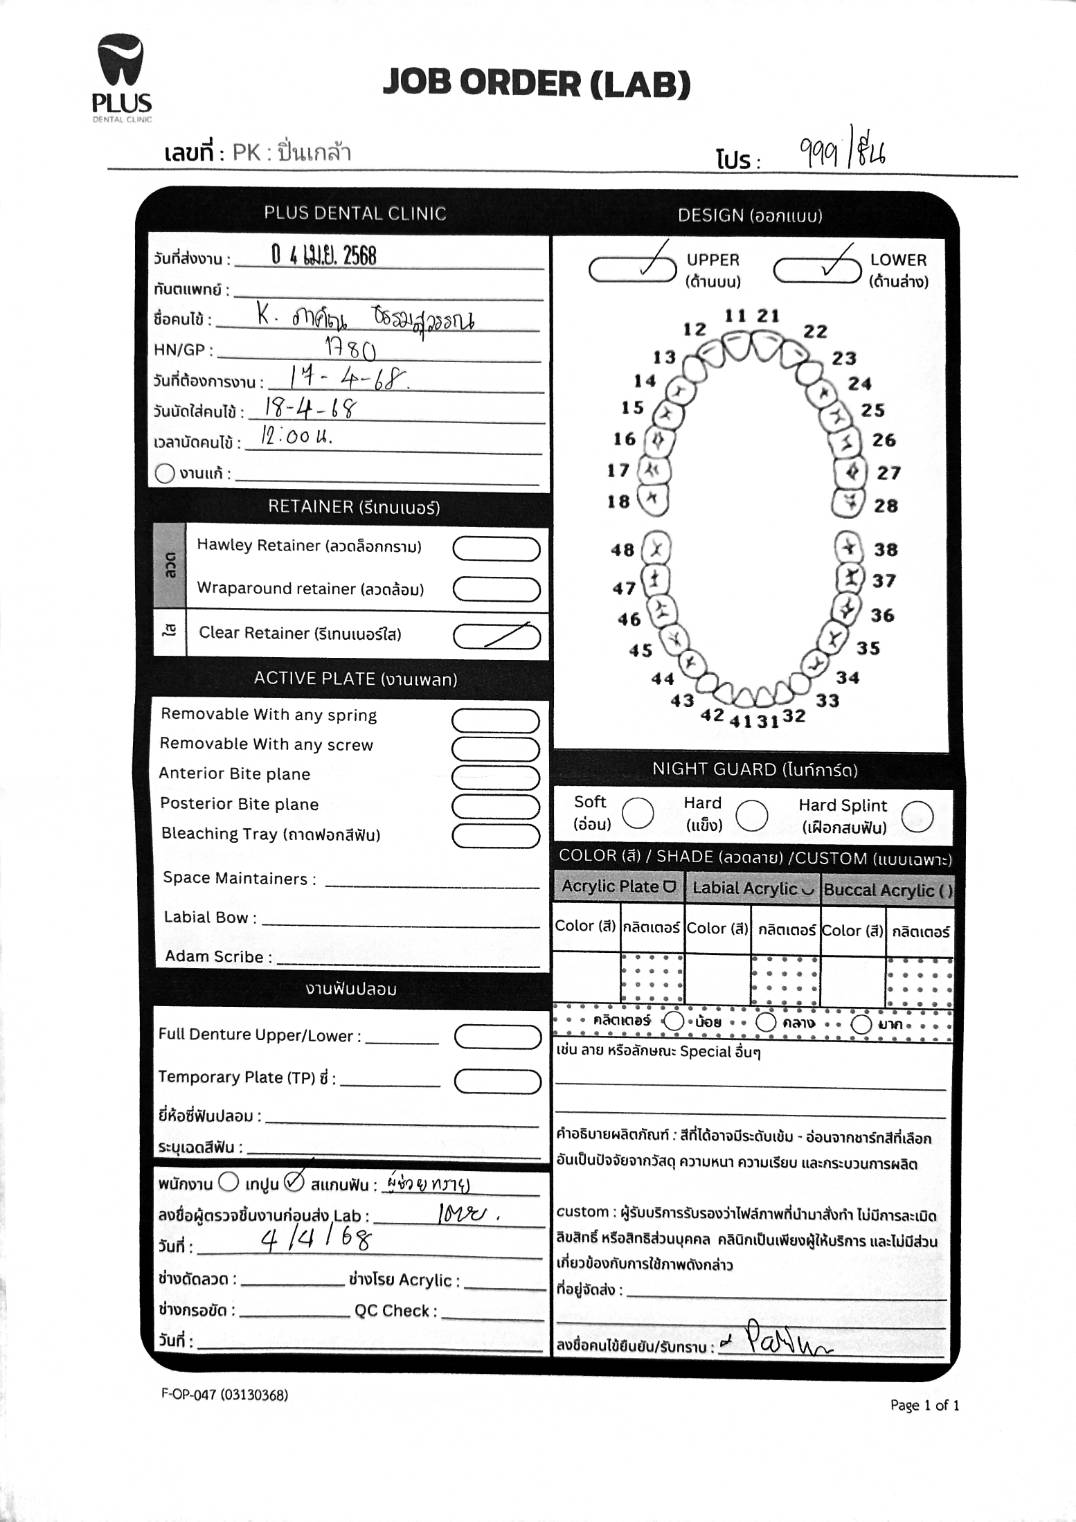 PLUS
DENTAL CLINIC
JOB ORDER (LAB)
เลขที่ : PK : ปิ่นเกล้า
โปร : 999/ชิ้น
PLUS DENTAL CLINIC
วันที่ส่งงาน : 0 4 เม.ย. 2568
ทันตแพทย์ :
ชื่อคนไข้ : K. ภาคิณ ธรรมสุวรรณ
HN/GP : 1780
วันที่ต้องการงาน : 17-4-68.
วันนัดใส่คนไข้ : 18-4-68
เวลานัดคนไข้ : 12:00 น.
งานแก้ :
RETAINER (รีเทนเนอร์)
ลวด
Hawley Retainer (ลวดล็อกกราม)
Wraparound retainer (ลวดล้อม)
ใส
Clear Retainer (รีเทนเนอร์ใส)
ACTIVE PLATE (งานเพลท)
Removable With any spring
Removable With any screw
Anterior Bite plane
Posterior Bite plane
Bleaching Tray (ถาดฟอกสีฟัน)
Space Maintainers :
Labial Bow :
Adam Scribe :
งานฟันปลอม
Full Denture Upper/Lower :
Temporary Plate (TP) ซี่ :
ยี่ห้อซี่ฟันปลอม :
ระบุเฉดสีฟัน :
พนักงาน เทปูน สแกนฟัน : ผู้ช่วย ทราย
ลงชื่อผู้ตรวจชิ้นงานก่อนส่ง Lab :
วันที่ : 4/4/68
ช่างดัดลวด : ช่างโรย Acrylic :
ช่างกรอขัด : QC Check :
วันที่ :
DESIGN (ออกแบบ)
UPPER
(ด้านบน)
LOWER
(ด้านล่าง)
11 21
12 22
13 23
14 24
15 25
16 26
17 27
18 28
48 38
47 37
46 36
45 35
44 34
43 33
42 41 31 32
NIGHT GUARD (ไนท์การ์ด)
Soft
(อ่อน)
Hard
(แข็ง)
Hard Splint
(เฝือกสบฟัน)
COLOR (สี) / SHADE (ลวดลาย) /CUSTOM (แบบเฉพาะ)
Acrylic Plate Labial Acrylic Buccal Acrylic ( )
Color (สี) กลิตเตอร์ Color (สี) กลิตเตอร์ Color (สี) กลิตเตอร์
กลิตเตอร์ น้อย กลาง มาก
เช่น ลาย หรือลักษณะ Special อื่นๆ
คำอธิบายผลิตภัณฑ์ : สีที่ได้อาจมีระดับเข้ม - อ่อนจากชาร์ทสีที่เลือก
อันเป็นปัจจัยจากวัสดุ ความหนา ความเรียบ และกระบวนการผลิต
custom : ผู้รับบริการรับรองว่าไฟล์ภาพที่นำมาสั่งทำ ไม่มีการละเมิด
ลิขสิทธิ์ หรือสิทธิส่วนบุคคล คลินิกเป็นเพียงผู้ให้บริการ และไม่มีส่วน
เกี่ยวข้องกับการใช้ภาพดังกล่าว
ที่อยู่จัดส่ง :
ลงชื่อคนไข้ยืนยัน/รับทราบ :
F-OP-047 (03130368)
Page 1 of 1